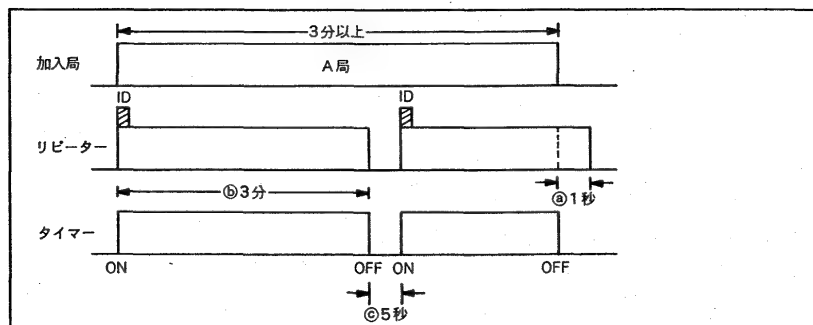 3分以上
加入局
A局
ID
ID
リピーター
ⓑ3分
ⓐ1秒
タイマー
ON
OFF
ON
OFF
ⓒ5秒